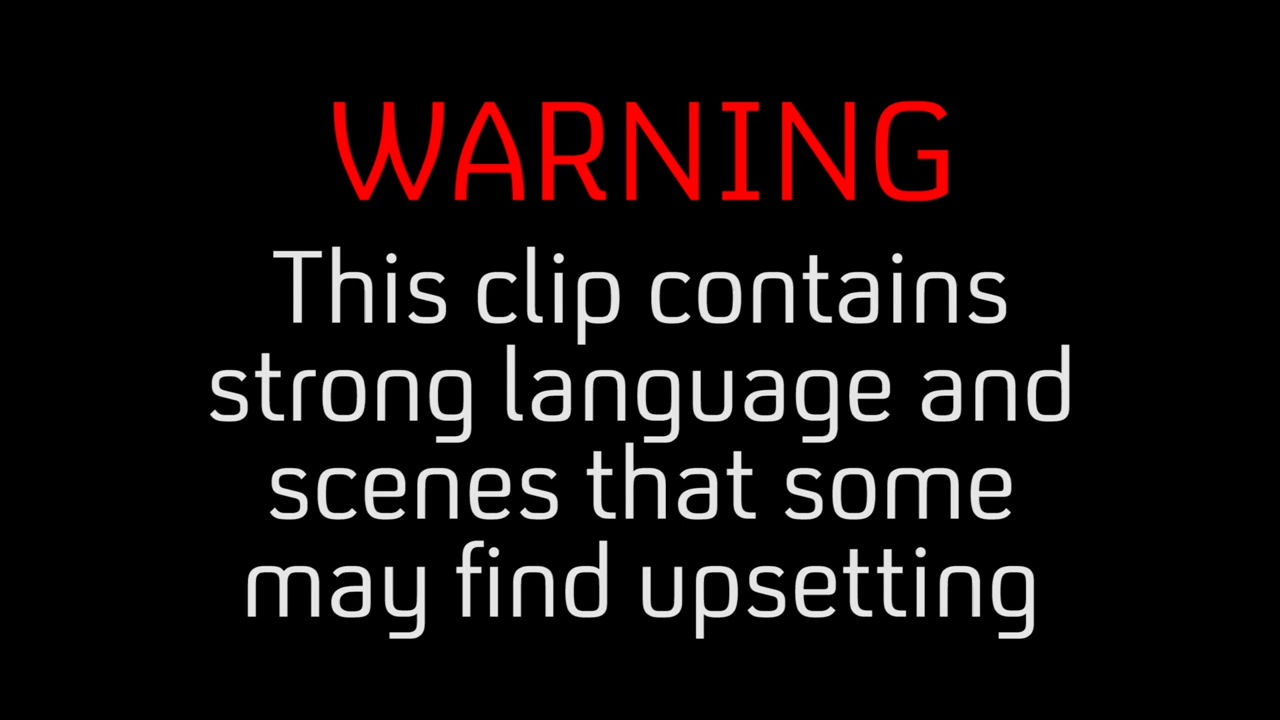 WARNING
This clip contains
strong language and
scenes that some
may find upsetting